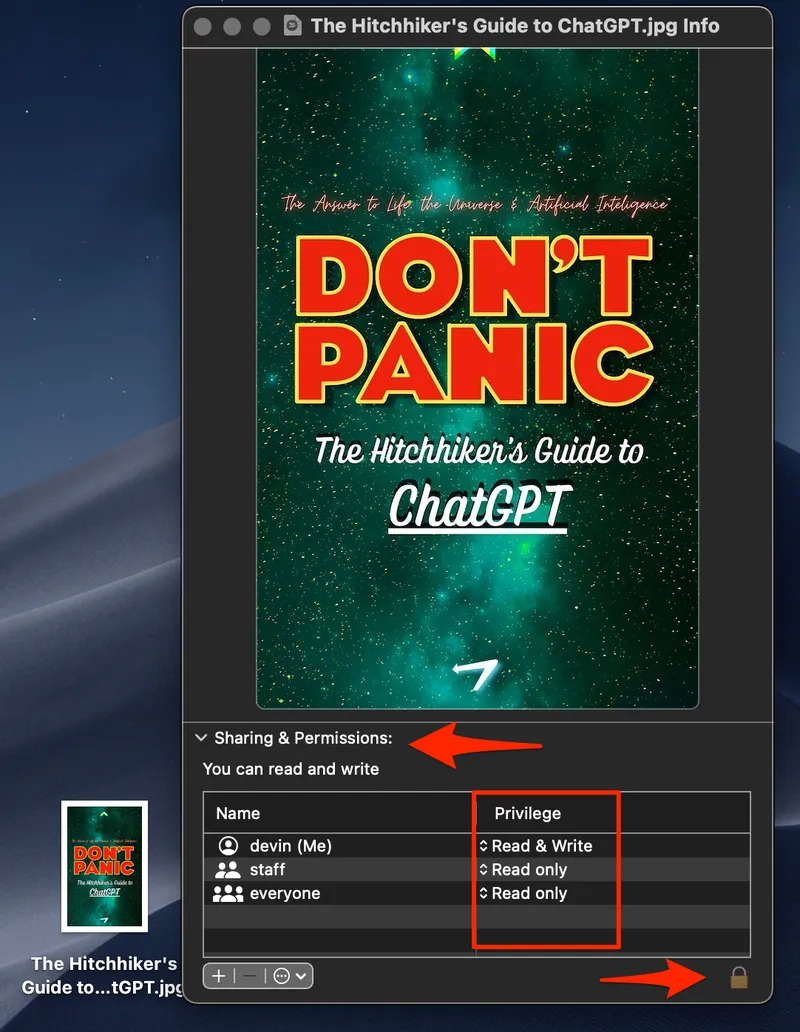 The Hitchhiker's Guide to ChatGPT.jpg Info
The Answer to Life, the Universe & Artificial Inteligence
DON'T
PANIC
The Hitchhiker's Guide to
ChatGPT
Sharing & Permissions:
You can read and write
Name Privilege
devin (Me) Read & Write
staff Read only
everyone Read only
DON'T
PANIC
The Hitchhiker's Guide to
ChatGPT
The Hitchhiker's
Guide to...tGPT.jpg